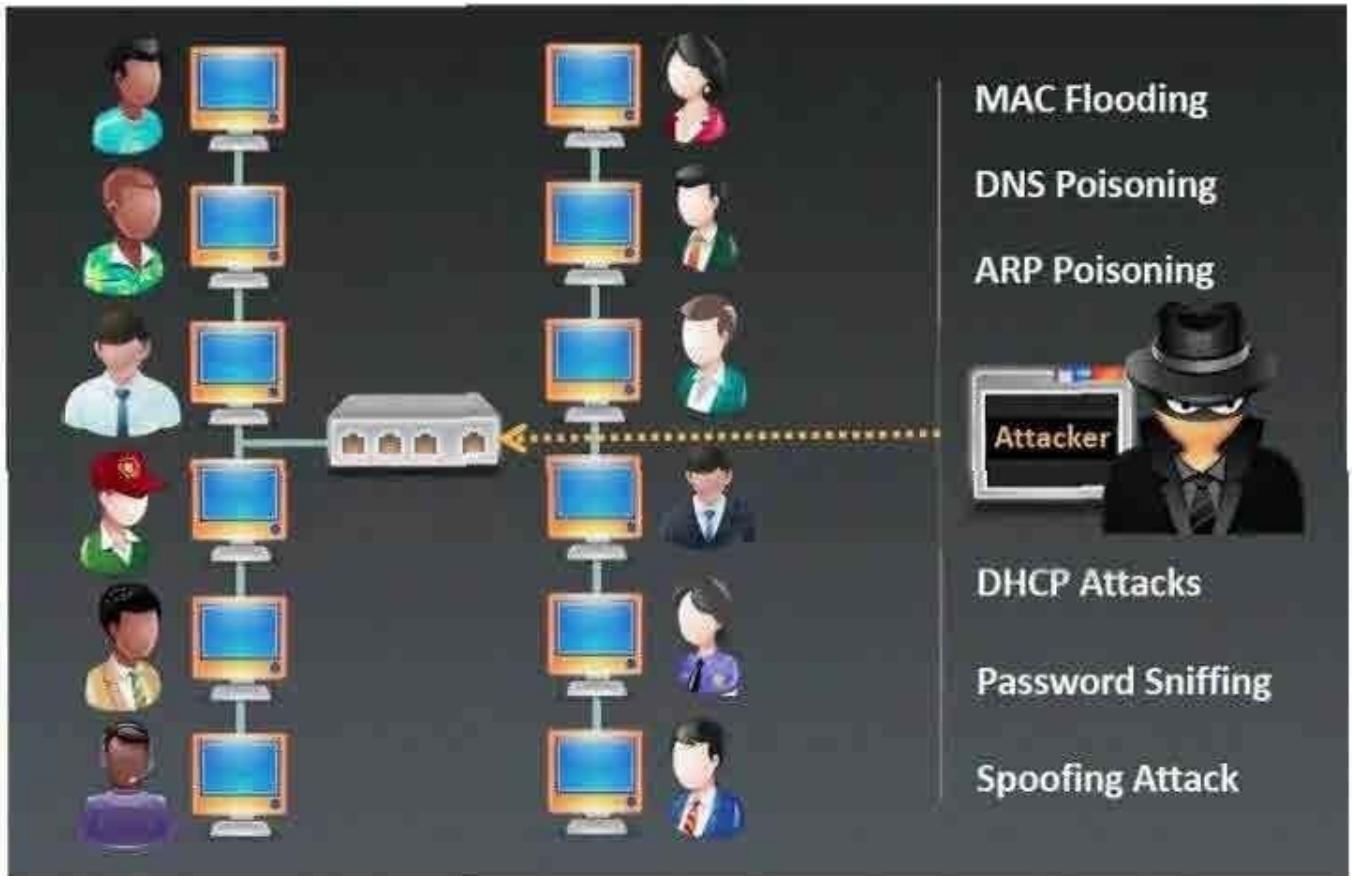 MAC Flooding
DNS Poisoning
ARP Poisoning
Attacker
DHCP Attacks
Password Sniffing
Spoofing Attack